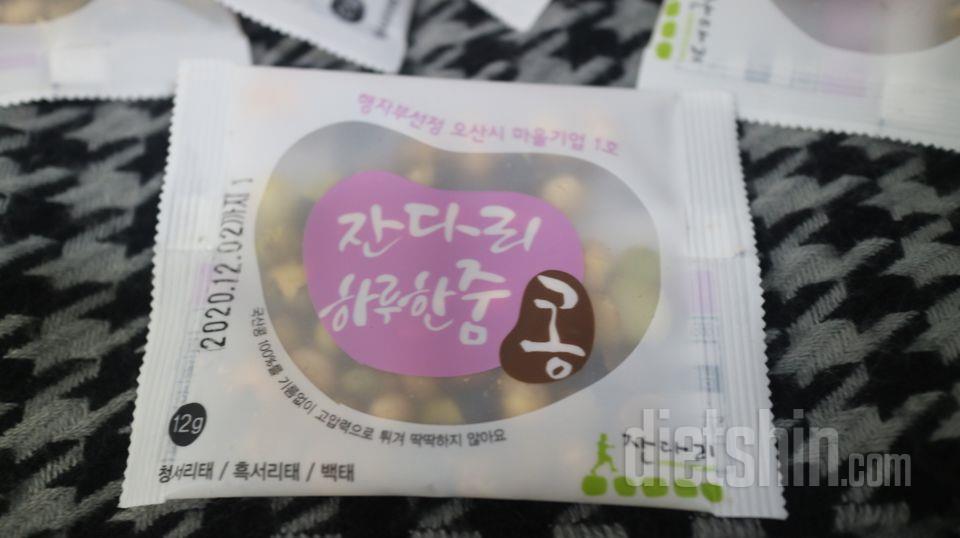 행자부선정 오산시 마을기업 1호
잔다리
하루한줌
콩
2020.12.02까지 1
국산콩 100%를 기름없이 고압력으로 튀겨 딱딱하지 않아요
12g
청서리태 / 흑서리태 / 백태
잔다리
dietshin.com